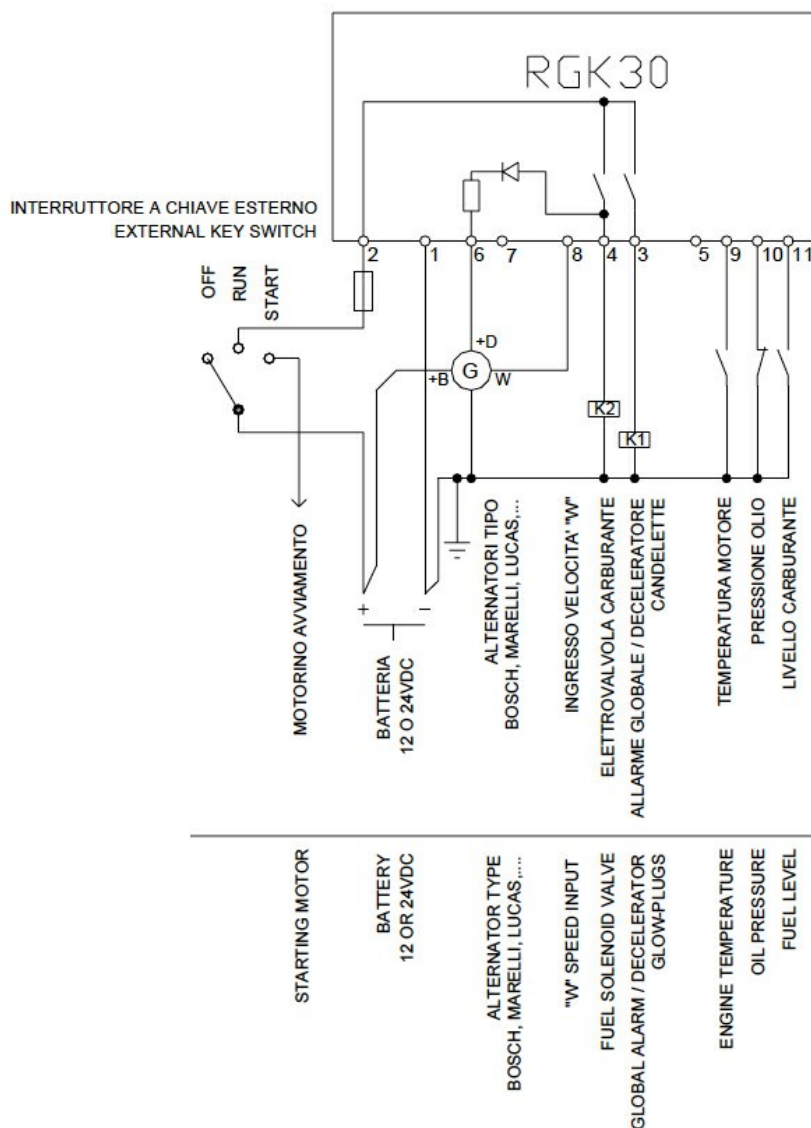 RGK30
INTERRUTTORE A CHIAVE ESTERNO
EXTERNAL KEY SWITCH
2 1 6 7 8 4 3 5 9 10 11
OFF
RUN
START
+D
+B G W
K2
K1
+ -
MOTORINO AVVIAMENTO
BATTERIA
12 O 24VDC
ALTERNATORI TIPO
BOSCH, MARELLI, LUCAS,...
INGRESSO VELOCITA' "W"
ELETTROVALVOLA CARBURANTE
ALLARME GLOBALE / DECELERATORE
CANDELETTE
TEMPERATURA MOTORE
PRESSIONE OLIO
LIVELLO CARBURANTE
STARTING MOTOR
BATTERY
12 OR 24VDC
ALTERNATOR TYPE
BOSCH, MARELLI, LUCAS,....
"W" SPEED INPUT
FUEL SOLENOID VALVE
GLOBAL ALARM / DECELERATOR
GLOW-PLUGS
ENGINE TEMPERATURE
OIL PRESSURE
FUEL LEVEL